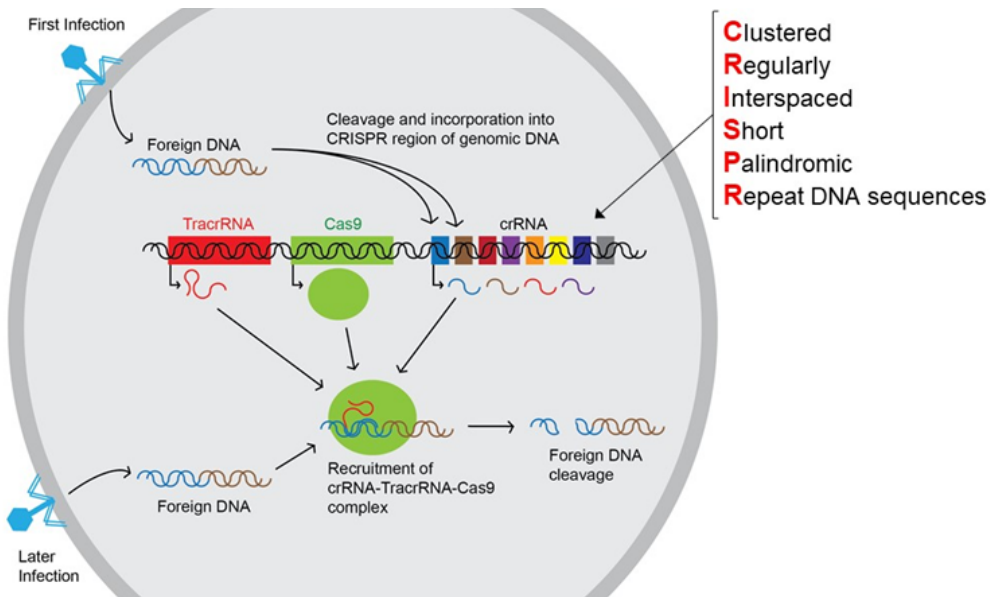 First Infection
Clustered
Regularly
Interspaced
Short
Palindromic
Repeat DNA sequences
Cleavage and incorporation into
CRISPR region of genomic DNA
Foreign DNA
TracrRNA
Cas9
crRNA
Recruitment of
crRNA-TracrRNA-Cas9
complex
Foreign DNA
cleavage
Foreign DNA
Later
Infection